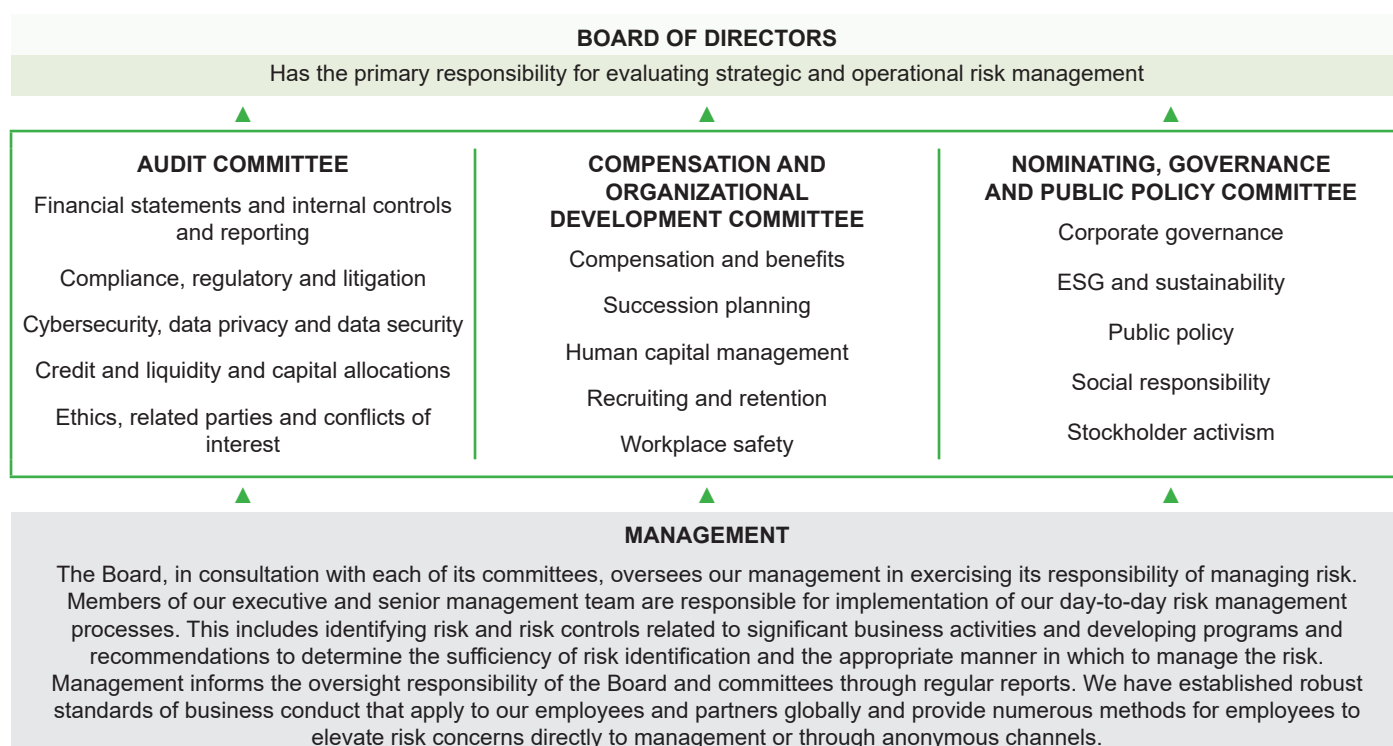 BOARD OF DIRECTORS
Has the primary responsibility for evaluating strategic and operational risk management
AUDIT COMMITTEE
Financial statements and internal controls
and reporting
Compliance, regulatory and litigation
Cybersecurity, data privacy and data security
Credit and liquidity and capital allocations
Ethics, related parties and conflicts of
interest
COMPENSATION AND
ORGANIZATIONAL
DEVELOPMENT COMMITTEE
Compensation and benefits
Succession planning
Human capital management
Recruiting and retention
Workplace safety
NOMINATING, GOVERNANCE
AND PUBLIC POLICY COMMITTEE
Corporate governance
ESG and sustainability
Public policy
Social responsibility
Stockholder activism
MANAGEMENT
The Board, in consultation with each of its committees, oversees our management in exercising its responsibility of managing risk.
Members of our executive and senior management team are responsible for implementation of our day-to-day risk management
processes. This includes identifying risk and risk controls related to significant business activities and developing programs and
recommendations to determine the sufficiency of risk identification and the appropriate manner in which to manage the risk.
Management informs the oversight responsibility of the Board and committees through regular reports. We have established robust
standards of business conduct that apply to our employees and partners globally and provide numerous methods for employees to
elevate risk concerns directly to management or through anonymous channels.